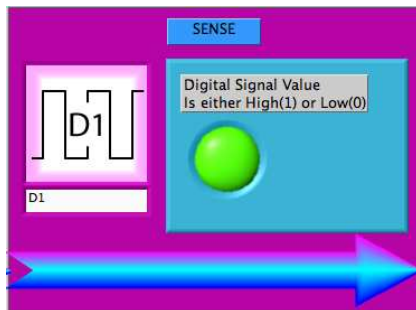 SENSE
Digital Signal Value
Is either High(1) or Low(0)
D1
D1